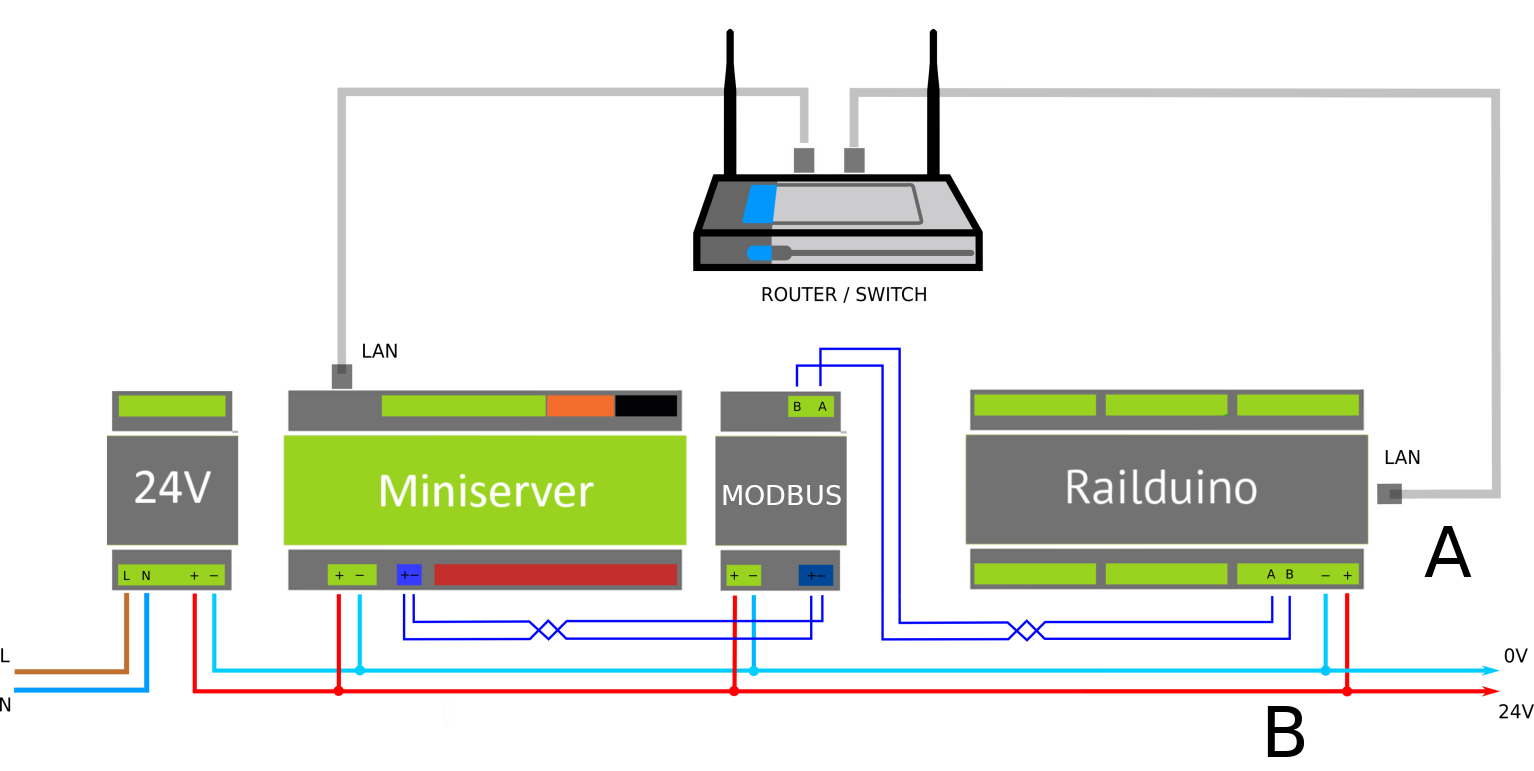 ROUTER / SWITCH
LAN
B A
24V
Miniserver
MODBUS
Railduino
LAN
A
L N + −
+ −
+−
+ −
+−
A B − +
L
N
0V
24V
B